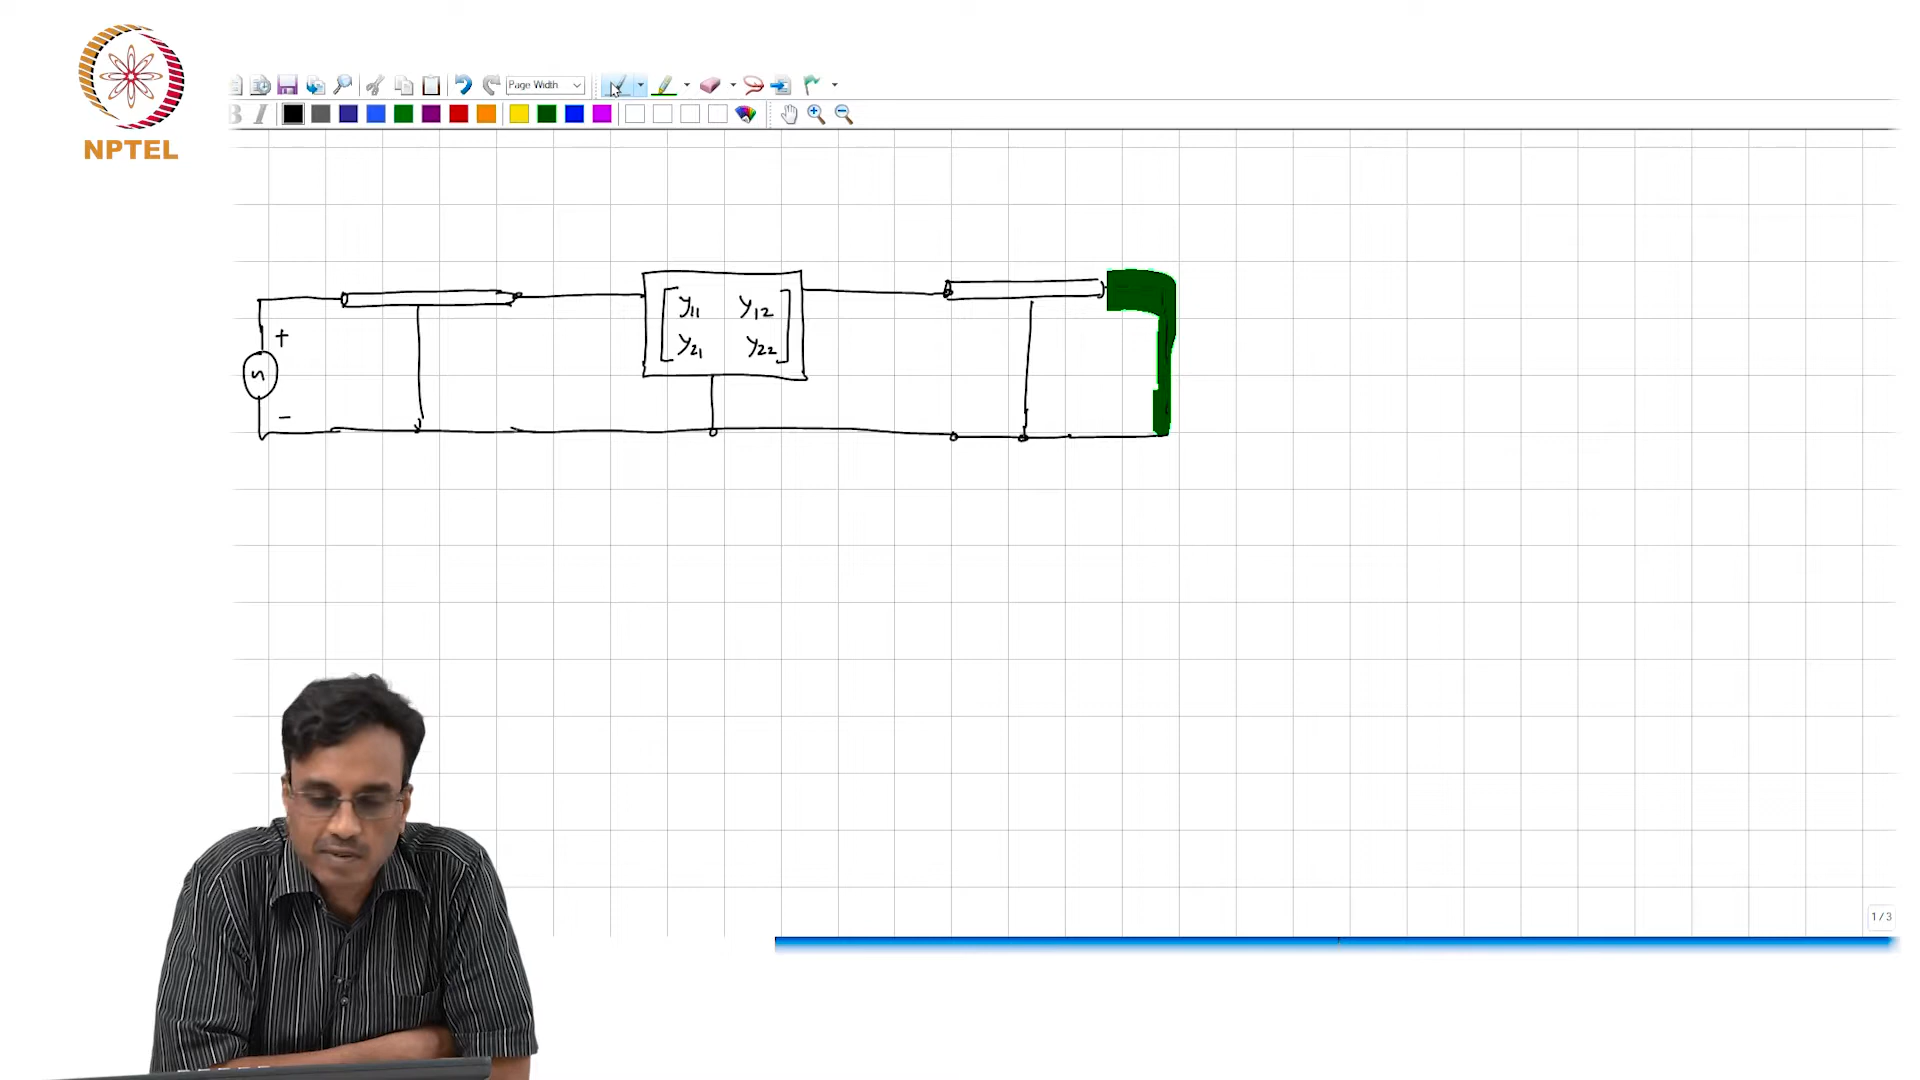 NPTEL
Page Width
B I
y11 y12
y21 y22
+
-
1/3